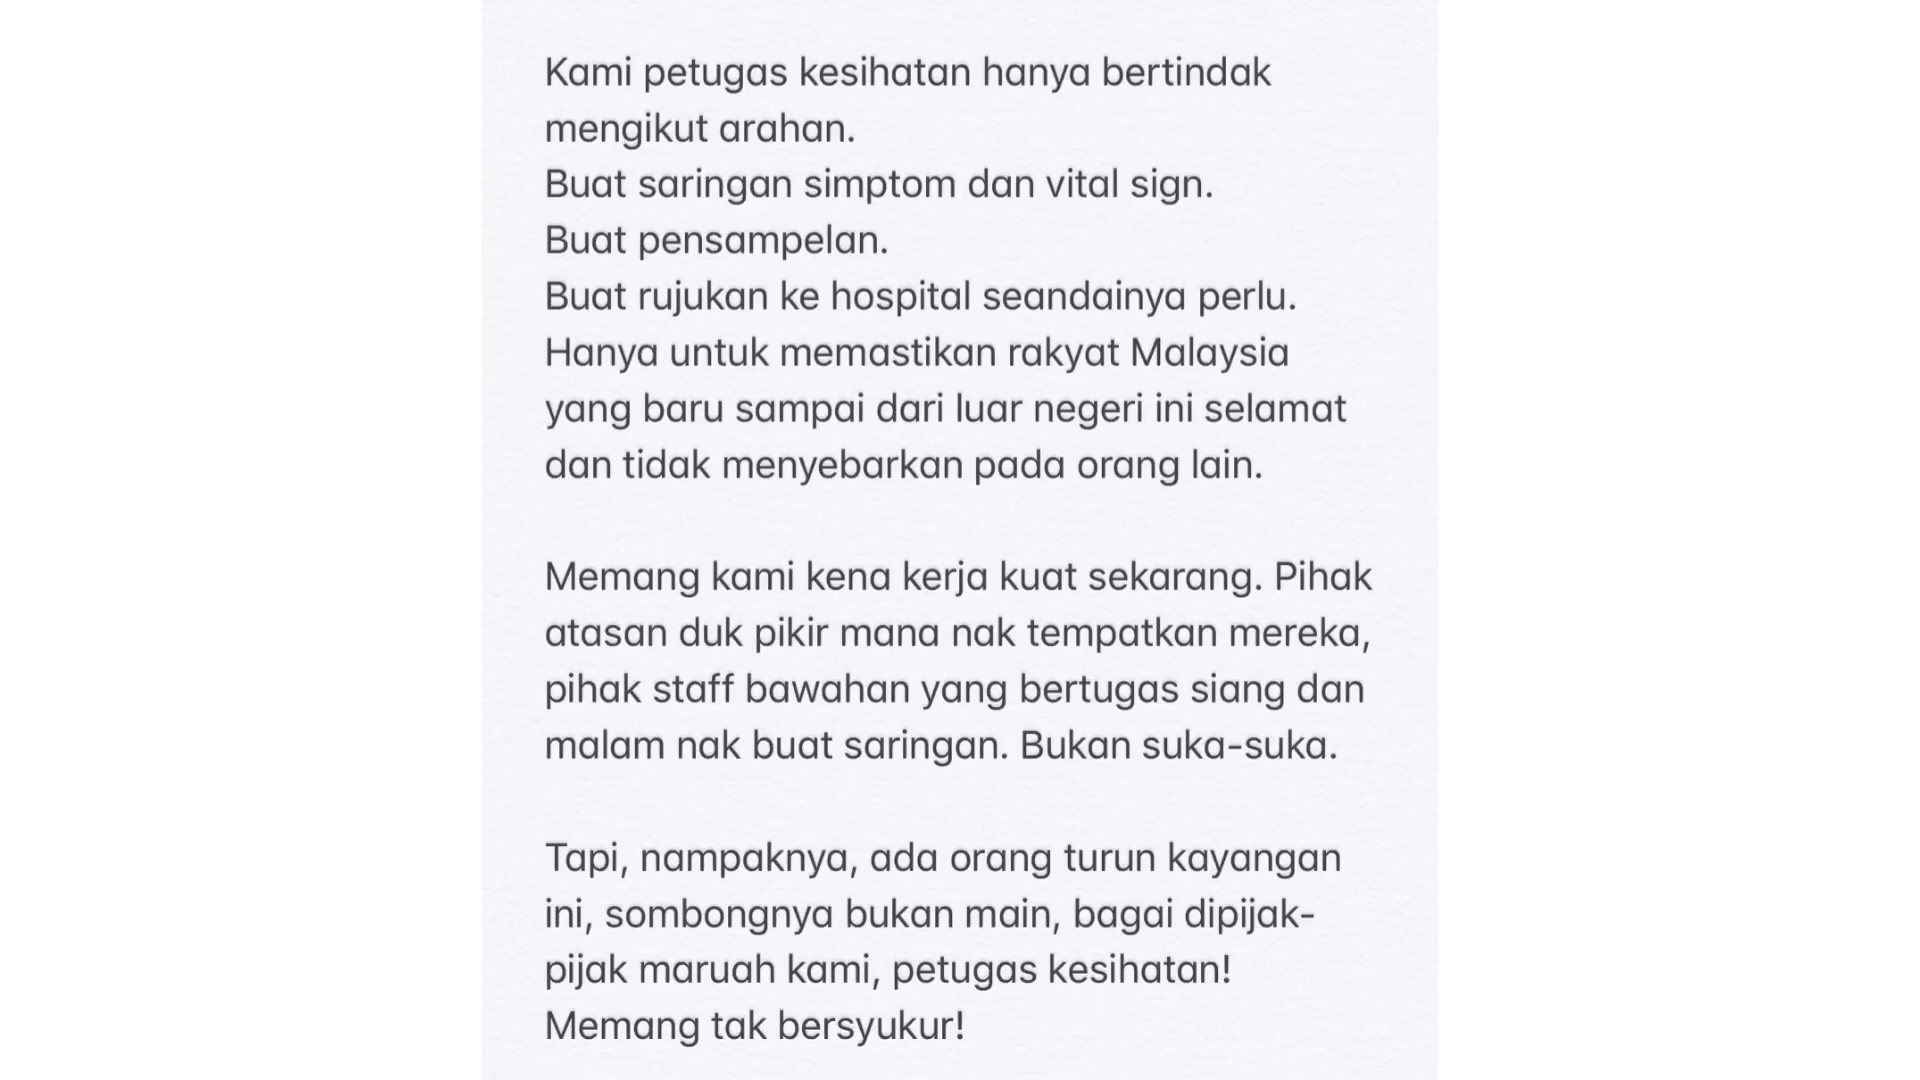 Kami petugas kesihatan hanya bertindak
mengikut arahan.
Buat saringan simptom dan vital sign.
Buat pensampelan.
Buat rujukan ke hospital seandainya perlu.
Hanya untuk memastikan rakyat Malaysia
yang baru sampai dari luar negeri ini selamat
dan tidak menyebarkan pada orang lain.

Memang kami kena kerja kuat sekarang. Pihak
atasan duk pikir mana nak tempatkan mereka,
pihak staff bawahan yang bertugas siang dan
malam nak buat saringan. Bukan suka-suka.

Tapi, nampaknya, ada orang turun kayangan
ini, sombongnya bukan main, bagai dipijak-
pijak maruah kami, petugas kesihatan!
Memang tak bersyukur!